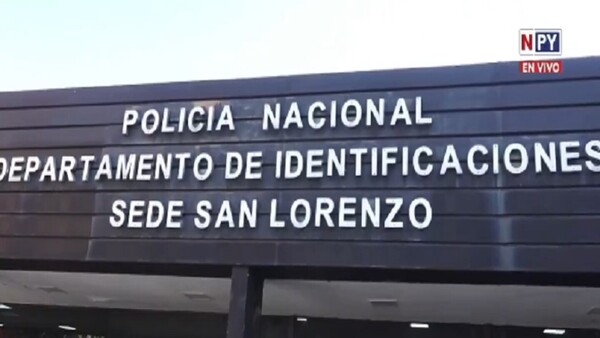 NPY
EN VIVO
POLICIA NACIONAL
DEPARTAMENTO DE IDENTIFICACIONES
SEDE SAN LORENZO